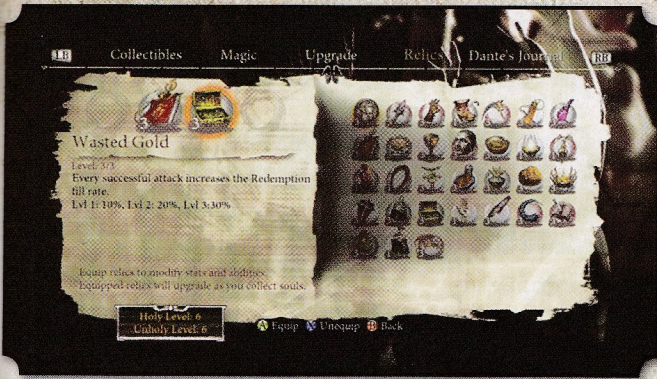 LB Collectibles Magic Upgrade Relics Dante's Journal RB
3 3
Wasted Gold
Level: 3/3
Every successful attack increases the Redemption
fill rate.
Lvl 1: 10%, Lvl 2: 20%, Lvl 3:30%
Equip relics to modify stats and abilities.
Equipped relics will upgrade as you collect souls.
Holy Level: 6
Unholy Level: 6
A Equip X Unequip B Back